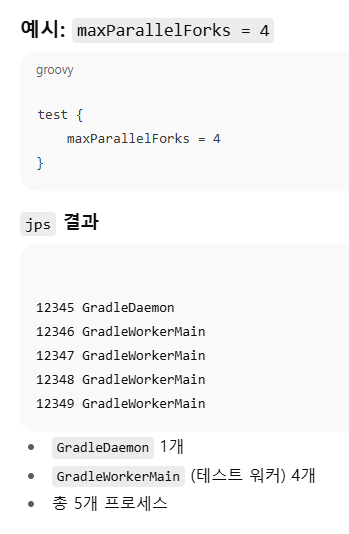 예시: maxParallelForks = 4
groovy
test {
    maxParallelForks = 4
}
jps 결과
12345 GradleDaemon
12346 GradleWorkerMain
12347 GradleWorkerMain
12348 GradleWorkerMain
12349 GradleWorkerMain
• GradleDaemon 1개
• GradleWorkerMain (테스트 워커) 4개
• 총 5개 프로세스